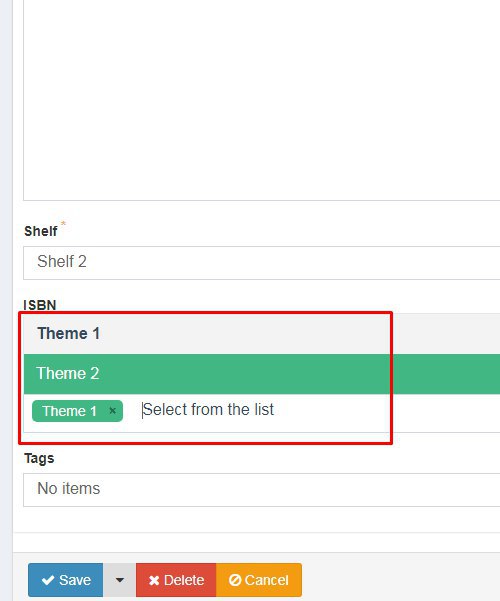 Shelf *
Shelf 2
ISBN
Theme 1
Theme 2
Theme 1 × Select from the list
Tags
No items
Save Delete Cancel